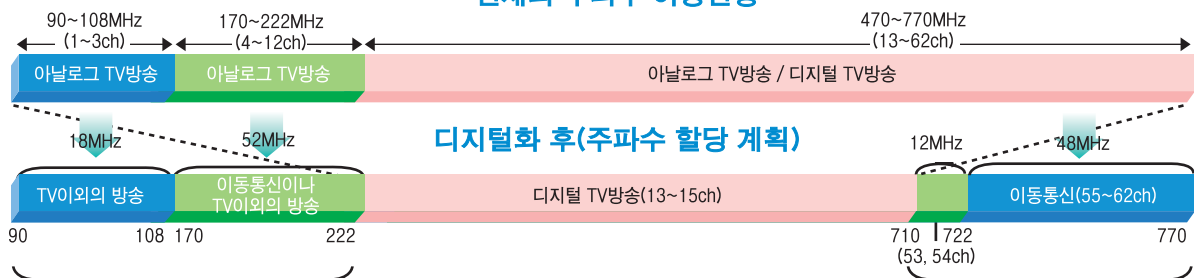 90~108MHz
(1~3ch)
170~222MHz
(4~12ch)
470~770MHz
(13~62ch)
아날로그 TV방송
아날로그 TV방송
아날로그 TV방송 / 디지털 TV방송
18MHz
52MHz
디지털화 후(주파수 할당 계획)
12MHz
48MHz
TV이외의 방송
이동통신이나
TV이외의 방송
디지털 TV방송(13~15ch)
이동통신(55~62ch)
90
108
170
222
710
722
770
(53, 54ch)